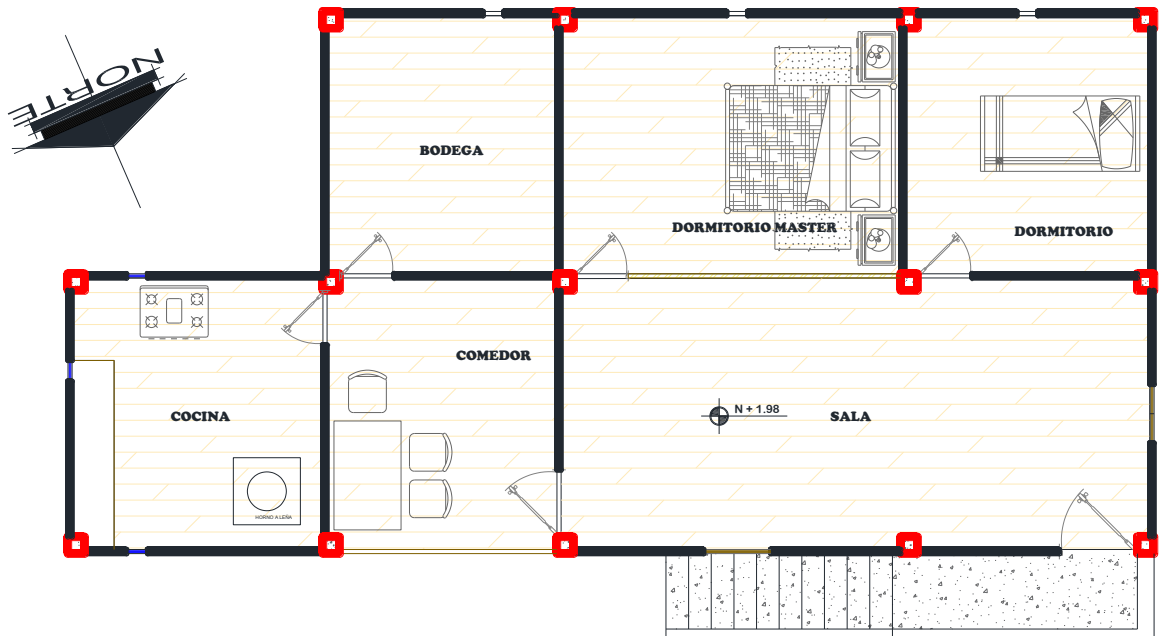 NORTE
BODEGA
DORMITORIO MASTER
DORMITORIO
COMEDOR
COCINA
N + 1.98
SALA
HORNO A LEÑA